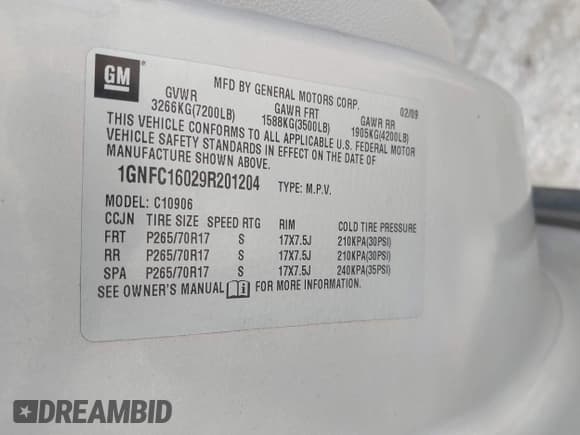 GM
MFD BY GENERAL MOTORS CORP. 02/09
GVWR GAWR FRT GAWR RR
3266KG(7200LB) 1588KG(3500LB) 1905KG(4200LB)
THIS VEHICLE CONFORMS TO ALL APPLICABLE U.S. FEDERAL MOTOR
VEHICLE SAFETY STANDARDS IN EFFECT ON THE DATE OF
MANUFACTURE SHOWN ABOVE.
1GNFC16029R201204 TYPE: M.P.V.
MODEL: C10906
CCJN TIRE SIZE SPEED RTG RIM COLD TIRE PRESSURE
FRT P265/70R17 S 17X7.5J 210KPA(30PSI)
RR P265/70R17 S 17X7.5J 210KPA(30PSI)
SPA P265/70R17 S 17X7.5J 240KPA(35PSI)
SEE OWNER'S MANUAL FOR MORE INFORMATION.
DREAMBID